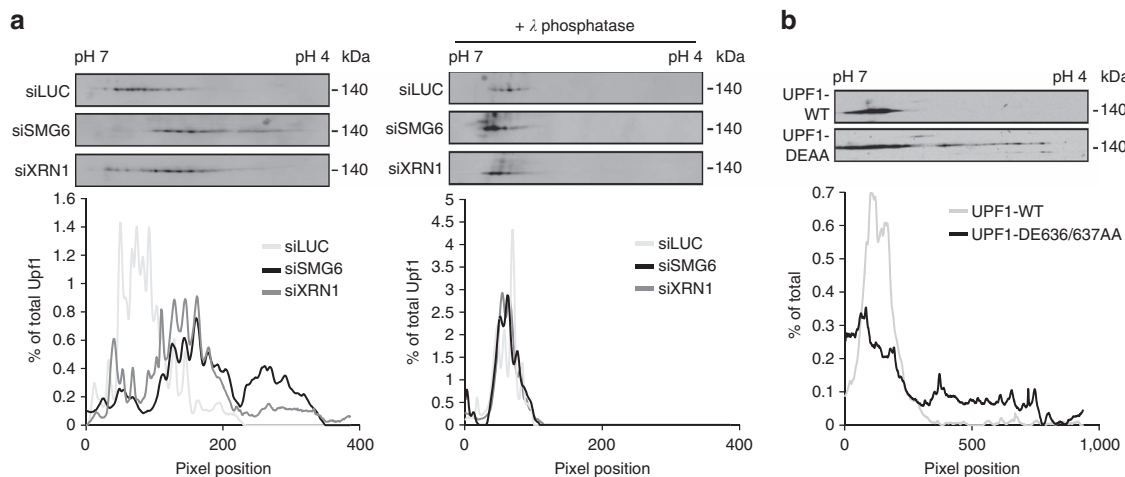 a
pH 7 pH 4 kDa
siLUC -140
siSMG6 -140
siXRN1 -140
1.6
1.4
1.2
1.0
0.8
0.6
0.4
0.2
0
% of total Upf1
siLUC
siSMG6
siXRN1
0 200 400
Pixel position
+ λ phosphatase
pH 7 pH 4 kDa
siLUC -140
siSMG6 -140
siXRN1 -140
5
4.5
4
3.5
3
2.5
2
1.5
1
0.5
0
% of total Upf1
siLUC
siSMG6
siXRN1
0 200 400
Pixel position
b
pH 7 pH 4 kDa
UPF1-
WT -140
UPF1-
DEAA -140
0.7
0.6
0.5
0.4
0.3
0.2
0.1
0
% of total
UPF1-WT
UPF1-DE636/637AA
0 500 1,000
Pixel position